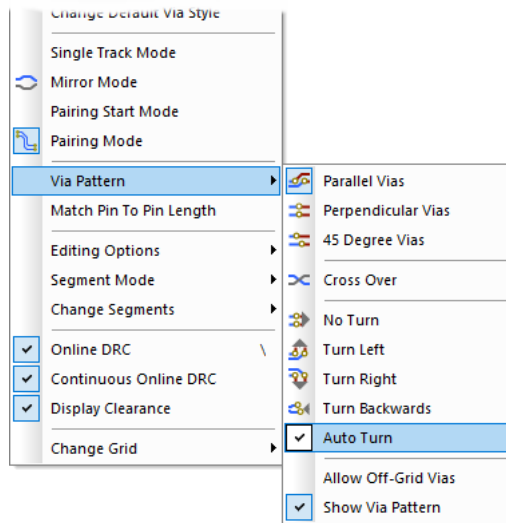 Change Default Via Style
Single Track Mode
Mirror Mode
Pairing Start Mode
Pairing Mode
Via Pattern
Match Pin To Pin Length
Editing Options
Segment Mode
Change Segments
Online DRC \
Continuous Online DRC
Display Clearance
Change Grid
Parallel Vias
Perpendicular Vias
45 Degree Vias
Cross Over
No Turn
Turn Left
Turn Right
Turn Backwards
Auto Turn
Allow Off-Grid Vias
Show Via Pattern